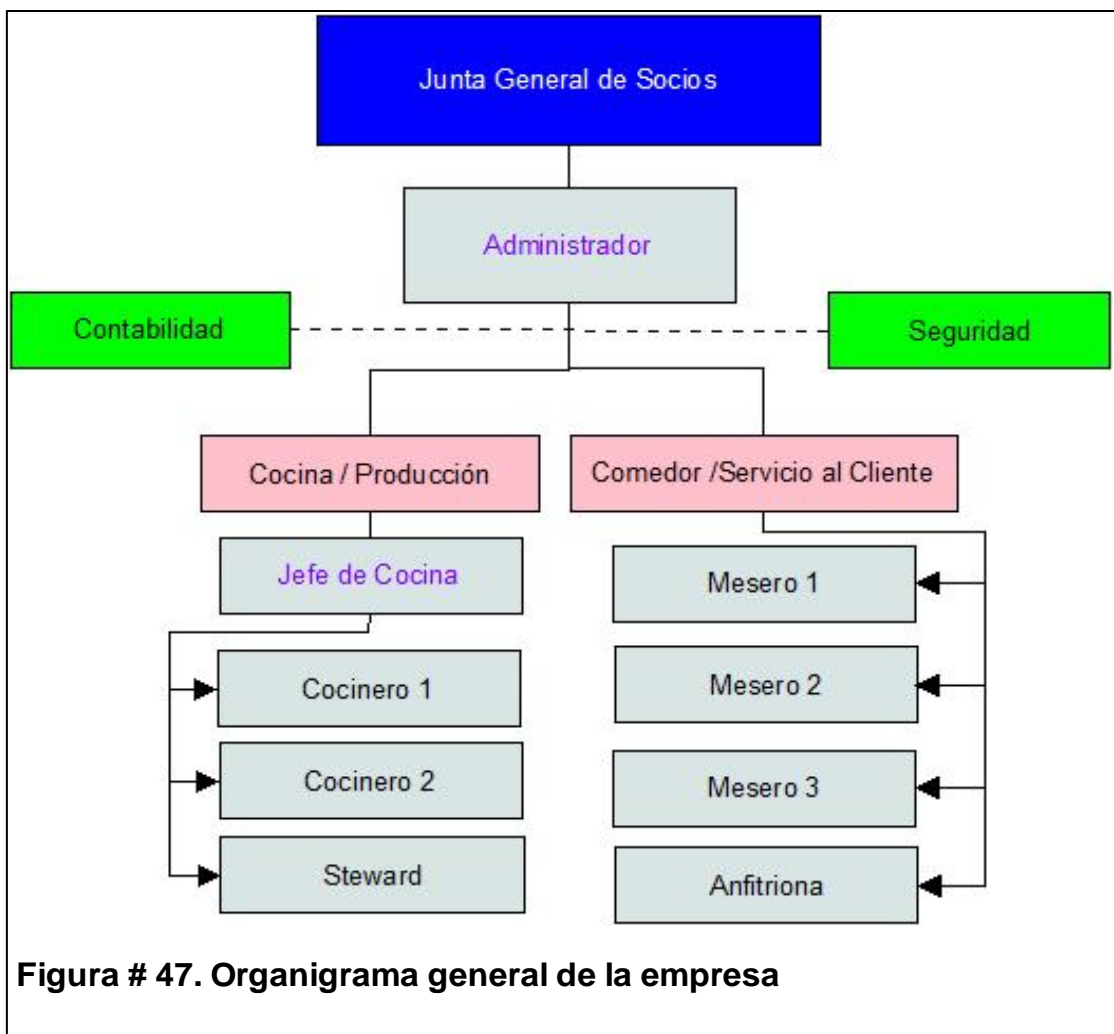 Junta General de Socios
Administrador
Contabilidad
Seguridad
Cocina / Producción
Comedor /Servicio al Cliente
Jefe de Cocina
Mesero 1
Cocinero 1
Mesero 2
Cocinero 2
Mesero 3
Steward
Anfitriona
Figura # 47. Organigrama general de la empresa